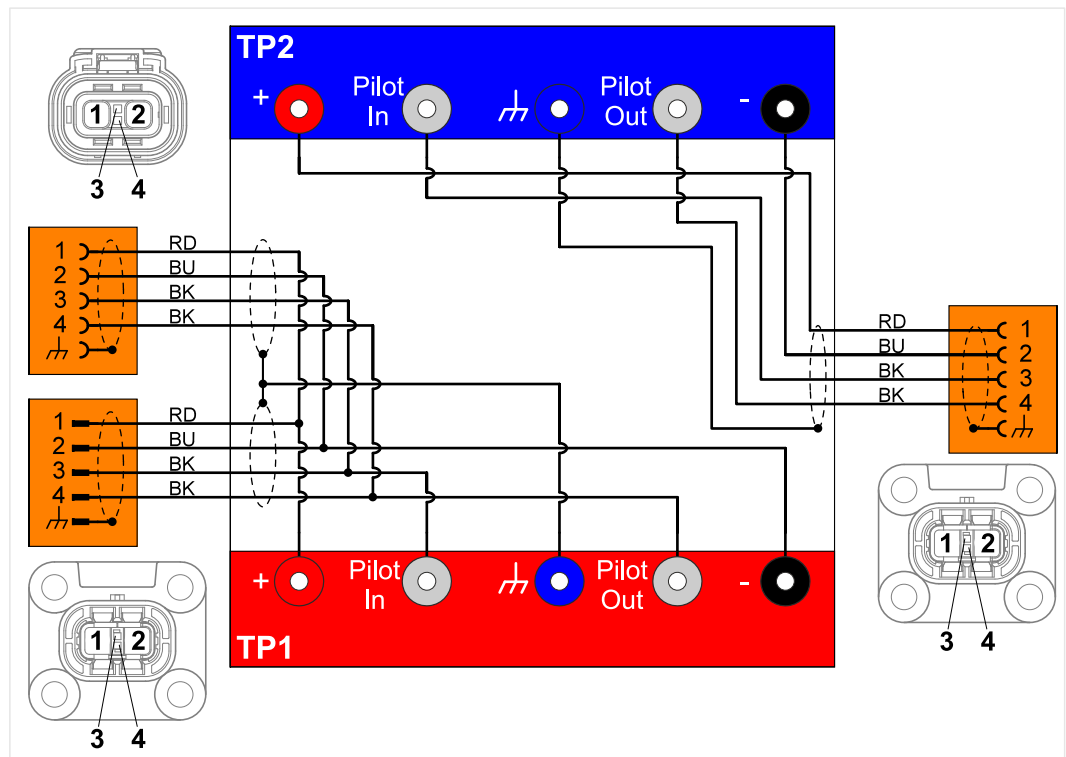 TP2
+ Pilot In Pilot Out -
1 2
3 4
1 RD
2 BU
3 BK
4 BK
RD 1
BU 2
BK 3
BK 4
1 RD
2 BU
3 BK
4 BK
+ Pilot In Pilot Out -
TP1
1 2
3 4
1 2
3 4